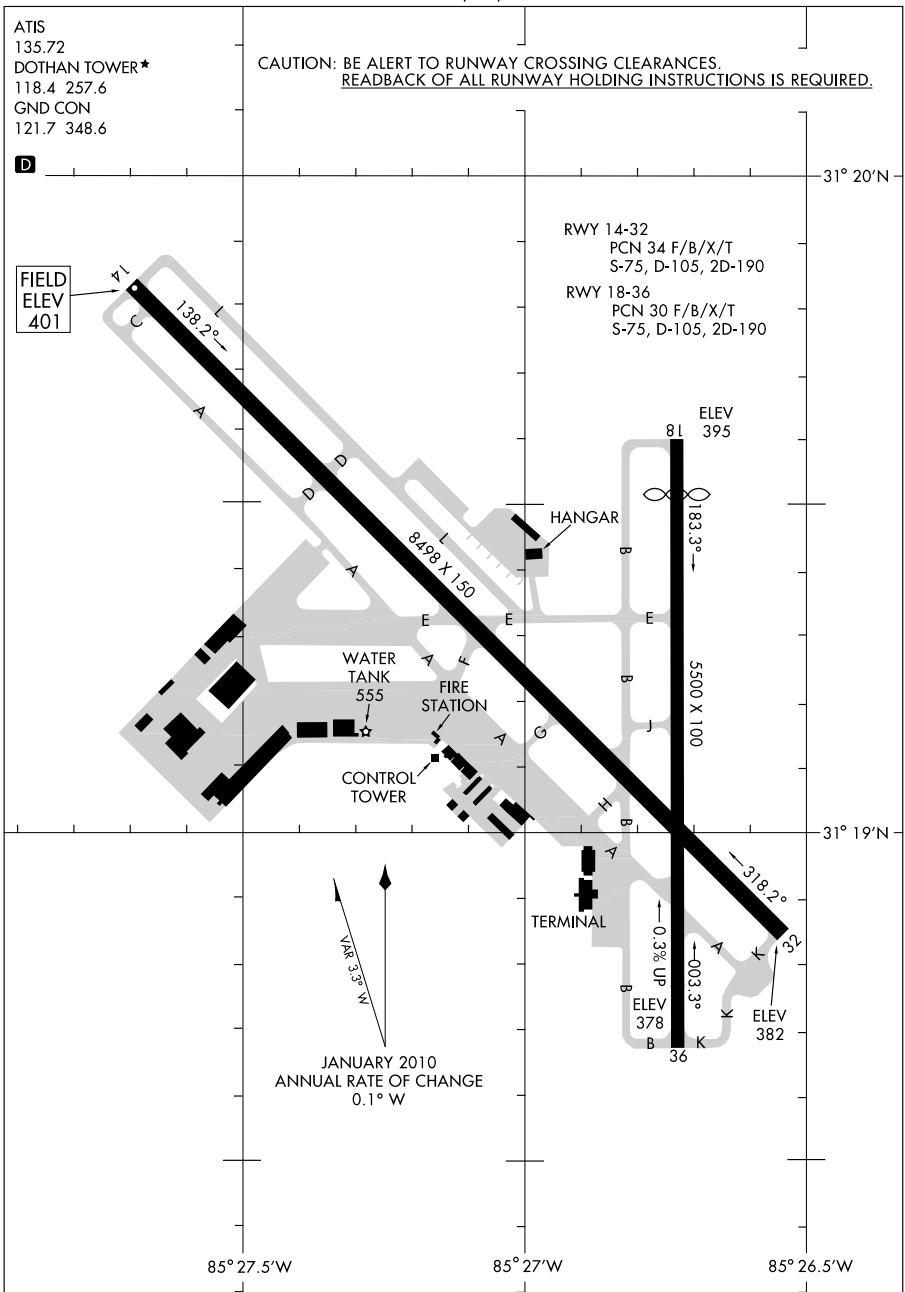 ATIS
135.72
DOTHAN TOWER★
118.4 257.6
GND CON
121.7 348.6
D
CAUTION: BE ALERT TO RUNWAY CROSSING CLEARANCES.
READBACK OF ALL RUNWAY HOLDING INSTRUCTIONS IS REQUIRED.
31° 20'N
RWY 14-32
PCN 34 F/B/X/T
S-75, D-105, 2D-190
RWY 18-36
PCN 30 F/B/X/T
S-75, D-105, 2D-190
FIELD
ELEV
401
14
138.2°
L
C
A
ELEV
395
18
D
D
183.3°
HANGAR
L
8498 X 150
B
A
E
E
E
A
F
WATER
TANK
555
FIRE
STATION
B
5500 X 100
A
G
J
CONTROL
TOWER
H
B
31° 19'N
A
318.2°
TERMINAL
32
0.3% UP
003.3°
A
K
B
K
ELEV
378
ELEV
382
B
K
36
VAR 3.3° W
JANUARY 2010
ANNUAL RATE OF CHANGE
0.1° W
85° 27.5'W
85° 27'W
85° 26.5'W